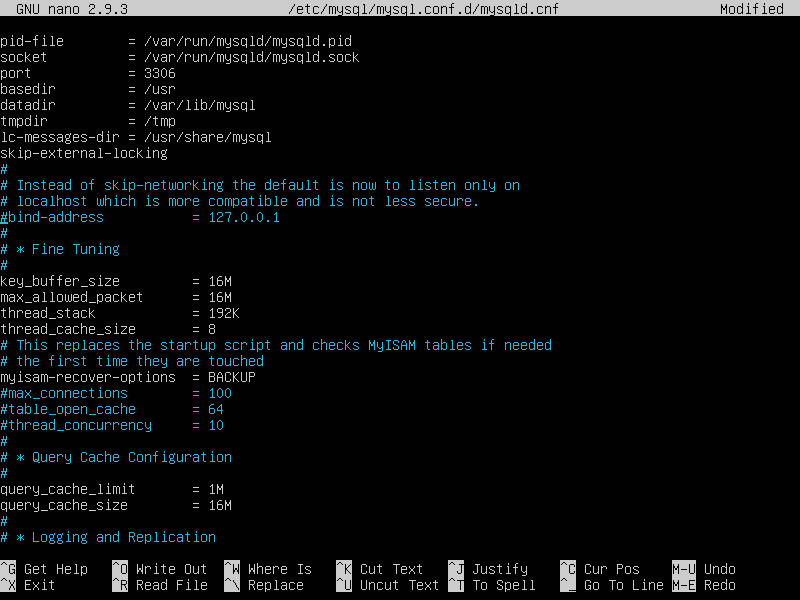 GNU nano 2.9.3 /etc/mysql/mysql.conf.d/mysqld.cnf Modified
pid-file = /var/run/mysqld/mysqld.pid
socket = /var/run/mysqld/mysqld.sock
port = 3306
basedir = /usr
datadir = /var/lib/mysql
tmpdir = /tmp
lc-messages-dir = /usr/share/mysql
skip-external-locking
#
# Instead of skip-networking the default is now to listen only on
# localhost which is more compatible and is not less secure.
#bind-address = 127.0.0.1
#
# * Fine Tuning
#
key_buffer_size = 16M
max_allowed_packet = 16M
thread_stack = 192K
thread_cache_size = 8
# This replaces the startup script and checks MyISAM tables if needed
# the first time they are touched
myisam-recover-options = BACKUP
#max_connections = 100
#table_open_cache = 64
#thread_concurrency = 10
#
# * Query Cache Configuration
#
query_cache_limit = 1M
query_cache_size = 16M
#
# * Logging and Replication
^G Get Help ^O Write Out ^W Where Is ^K Cut Text ^J Justify ^C Cur Pos M-U Undo
^X Exit ^R Read File ^\ Replace ^U Uncut Text ^T To Spell ^_ Go To Line M-E Redo